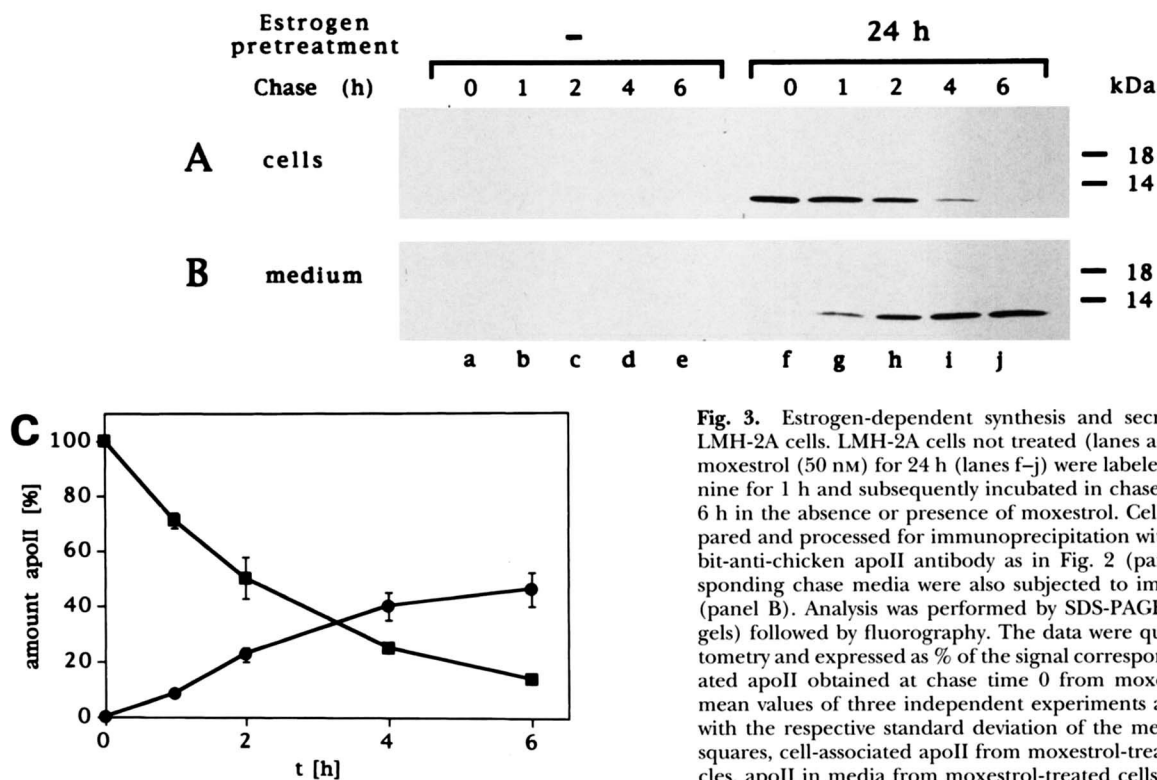 Estrogen
pretreatment
– 24 h
Chase (h) 0 1 2 4 6 0 1 2 4 6 kDa
A cells
18
14
B medium
18
14
a b c d e f g h i j
C
amount apoII [%]
100
80
60
40
20
0
0 2 4 6
t [h]
Fig. 3. Estrogen-dependent synthesis and secr
LMH-2A cells. LMH-2A cells not treated (lanes a
moxestrol (50 nM) for 24 h (lanes f–j) were labele
nine for 1 h and subsequently incubated in chase
6 h in the absence or presence of moxestrol. Cel
pared and processed for immunoprecipitation wi
bit-anti-chicken apoII antibody as in Fig. 2 (pa
sponding chase media were also subjected to im
(panel B). Analysis was performed by SDS-PAGE
gels) followed by fluorography. The data were qu
tometry and expressed as % of the signal correspon
ated apoII obtained at chase time 0 from moxe
mean values of three independent experiments a
with the respective standard deviation of the me
squares, cell-associated apoII from moxestrol-trea
cles, apoII in media from moxestrol-treated cells